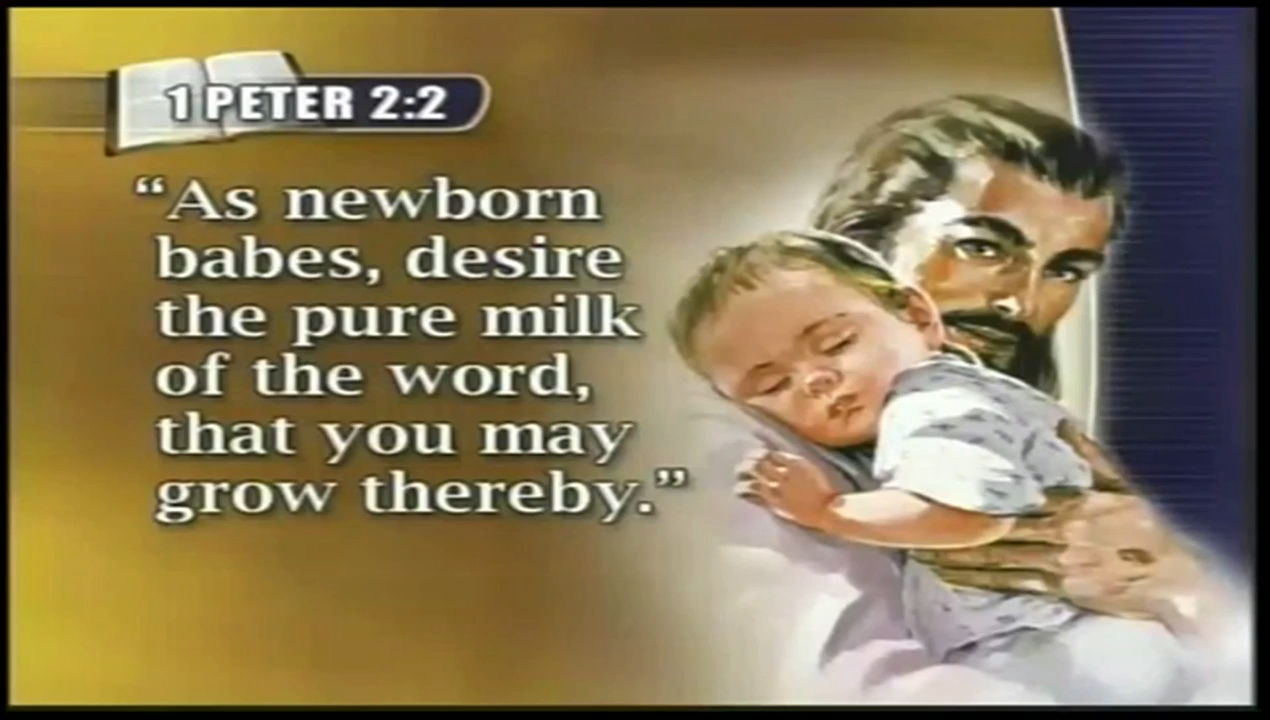 1 PETER 2:2
“As newborn
babes, desire
the pure milk
of the word,
that you may
grow thereby.”